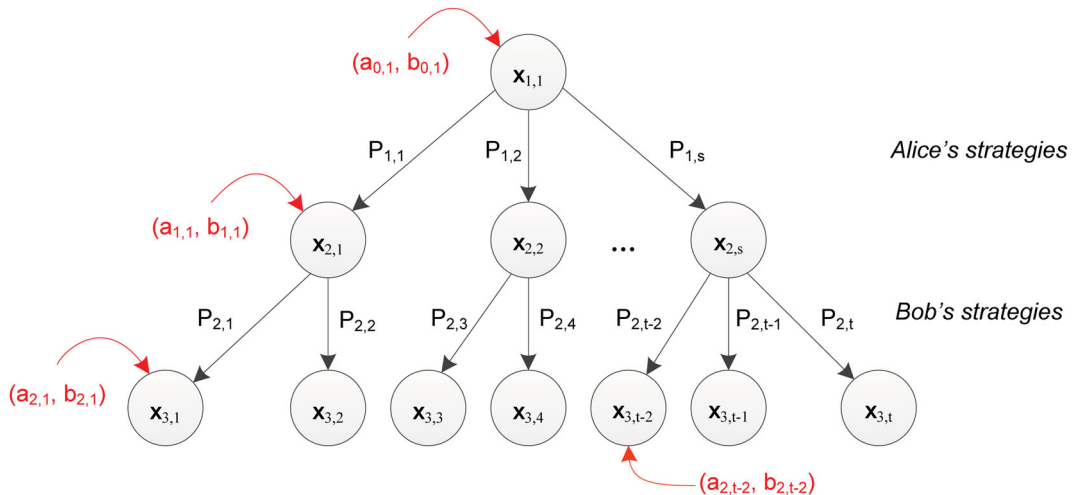 (a0,1, b0,1)
x1,1
P1,1
P1,2
P1,s
Alice's strategies
(a1,1, b1,1)
x2,1
x2,2
...
x2,s
P2,1
P2,2
P2,3
P2,4
P2,t-2
P2,t-1
P2,t
Bob's strategies
(a2,1, b2,1)
x3,1
x3,2
x3,3
x3,4
x3,t-2
x3,t-1
x3,t
(a2,t-2, b2,t-2)